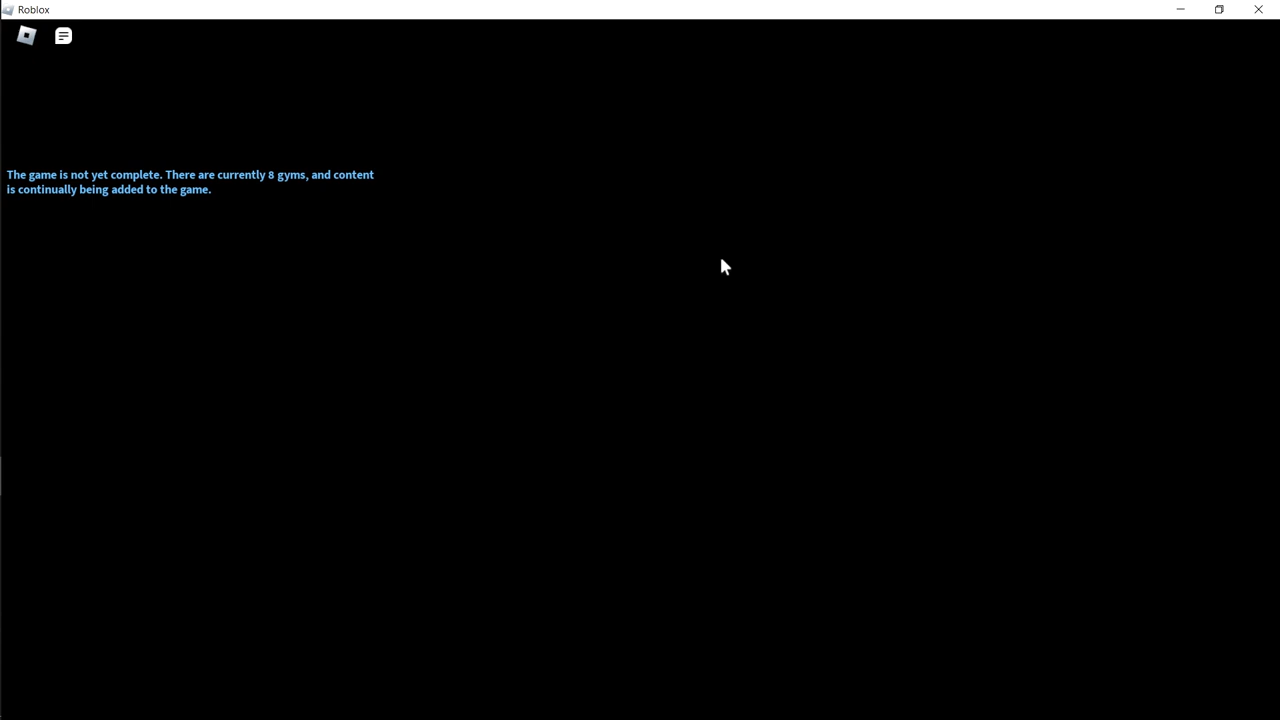 Roblox
The game is not yet complete. There are currently 8 gyms, and content
is continually being added to the game.